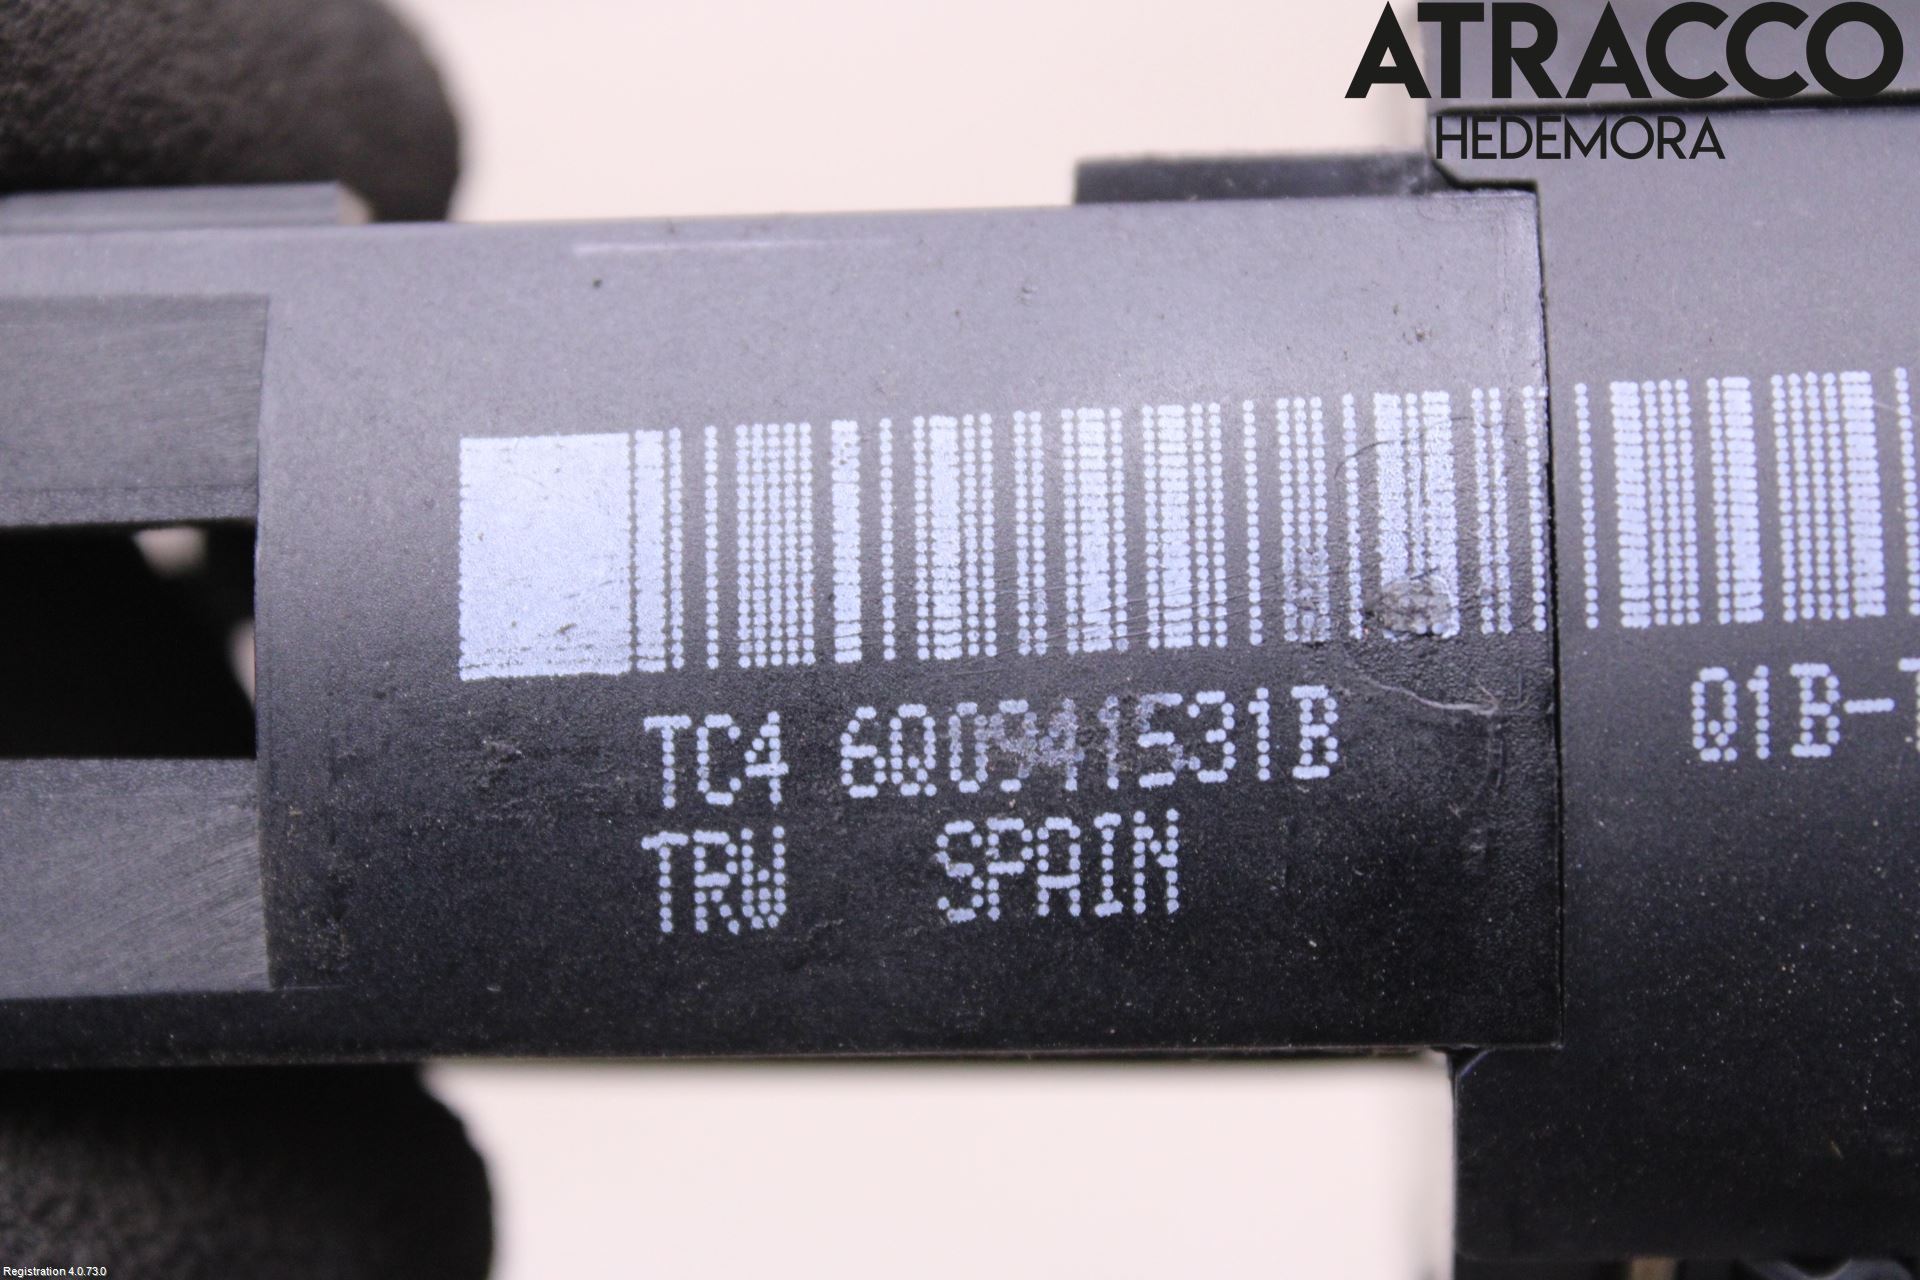 ATRACCO
HEDEMORA
TC4 6Q0941531B
Q1B-
TRW SPAIN
Registration 4.0.73.0